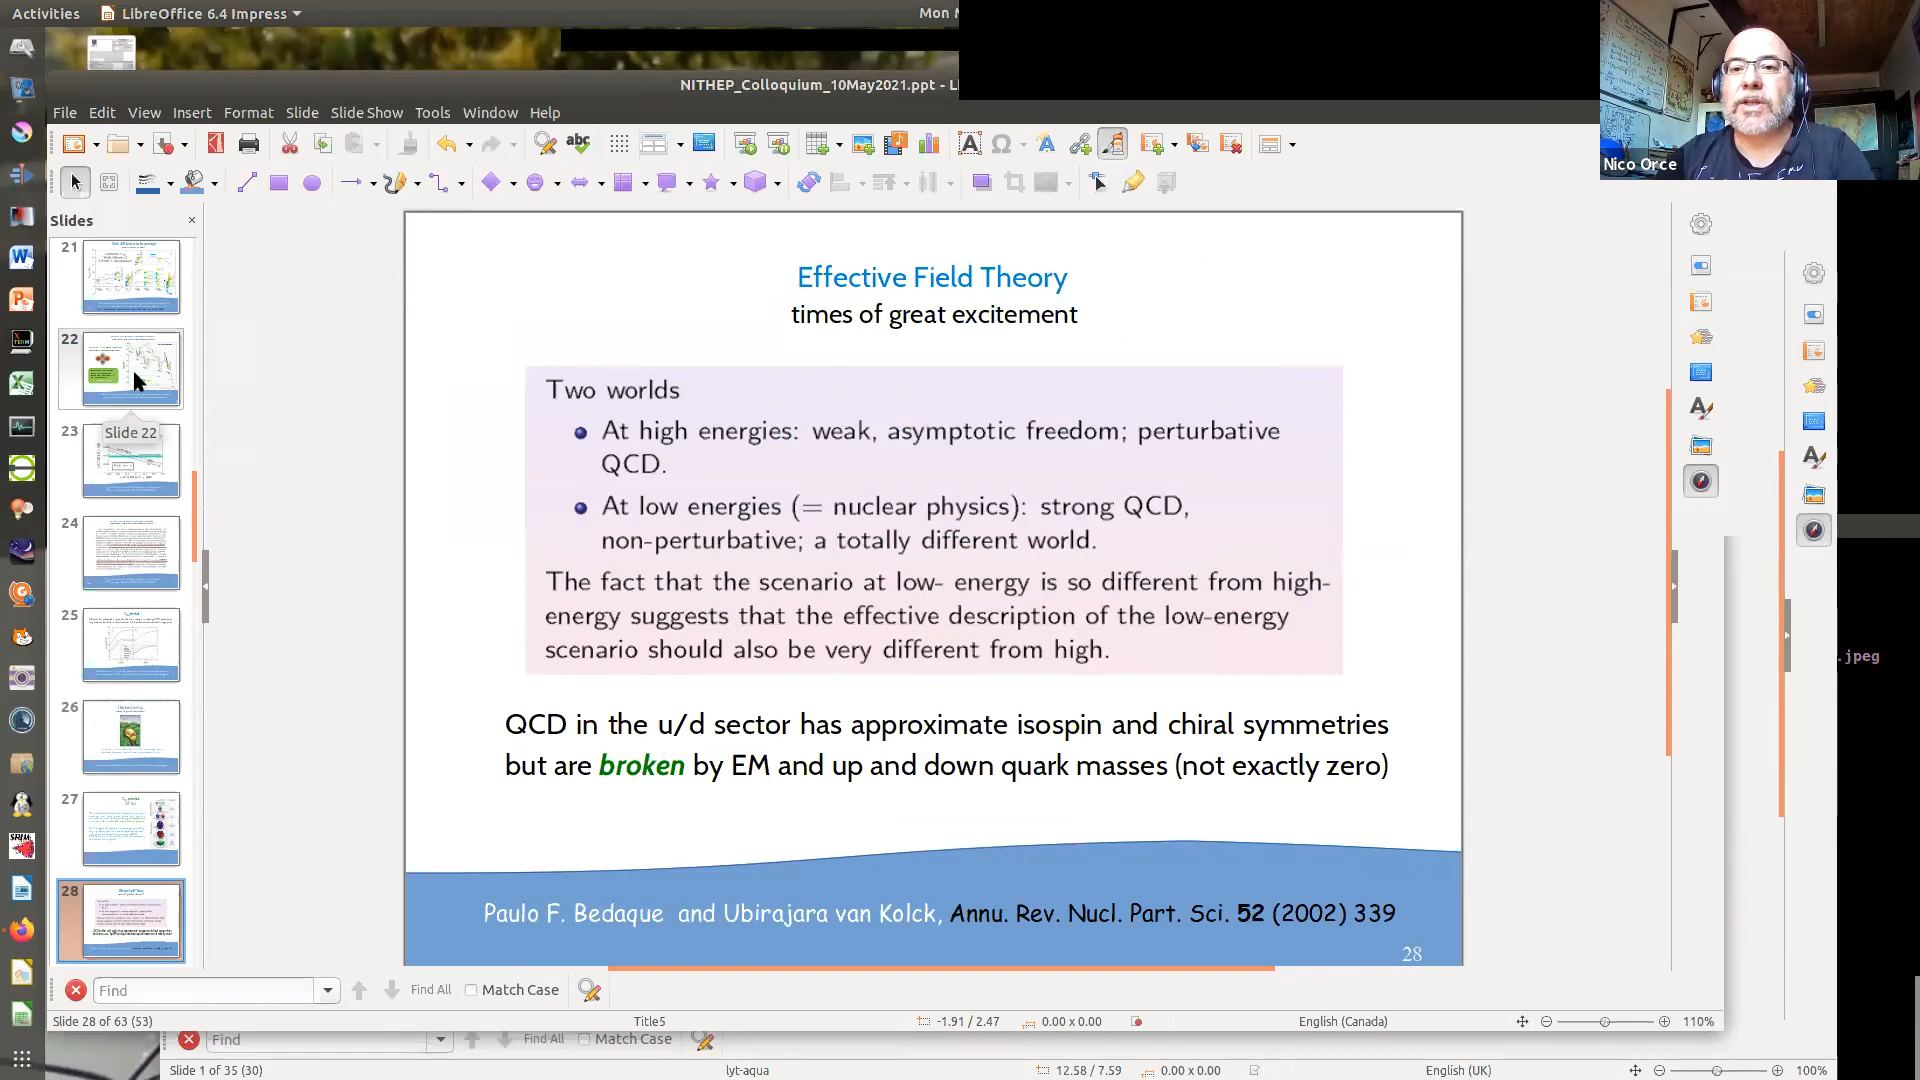 Activities
LibreOffice 6.4 Impress
Mon M
NITHEP_Colloquium_10May2021.ppt - L
Nico Orce
File Edit View Insert Format Slide Slide Show Tools Window Help
Slides
21
22
Slide 22
23
24
25
26
27
28
Effective Field Theory
times of great excitement
Two worlds
At high energies: weak, asymptotic freedom; perturbative
QCD.
At low energies (= nuclear physics): strong QCD,
non-perturbative; a totally different world.
The fact that the scenario at low- energy is so different from high-
energy suggests that the effective description of the low-energy
scenario should also be very different from high.
QCD in the u/d sector has approximate isospin and chiral symmetries
but are broken by EM and up and down quark masses (not exactly zero)
Paulo F. Bedaque and Ubirajara van Kolck, Annu. Rev. Nucl. Part. Sci. 52 (2002) 339
28
.jpeg
Find
Find All
Match Case
Slide 28 of 63 (53)
Title5
-1.91 / 2.47
0.00 x 0.00
English (Canada)
110%
Find
Find All
Match Case
Slide 1 of 35 (30)
lyt-aqua
12.58 / 7.59
0.00 x 0.00
English (UK)
100%